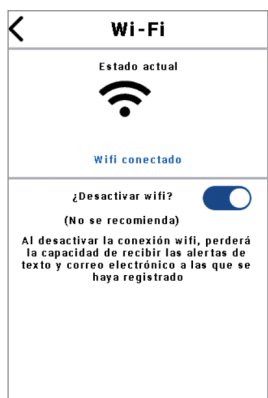 Wi-Fi
Estado actual
Wifi conectado
¿Desactivar wifi?
(No se recomienda)
Al desactivar la conexión wifi, perderá
la capacidad de recibir las alertas de
texto y correo electrónico a las que se
haya registrado